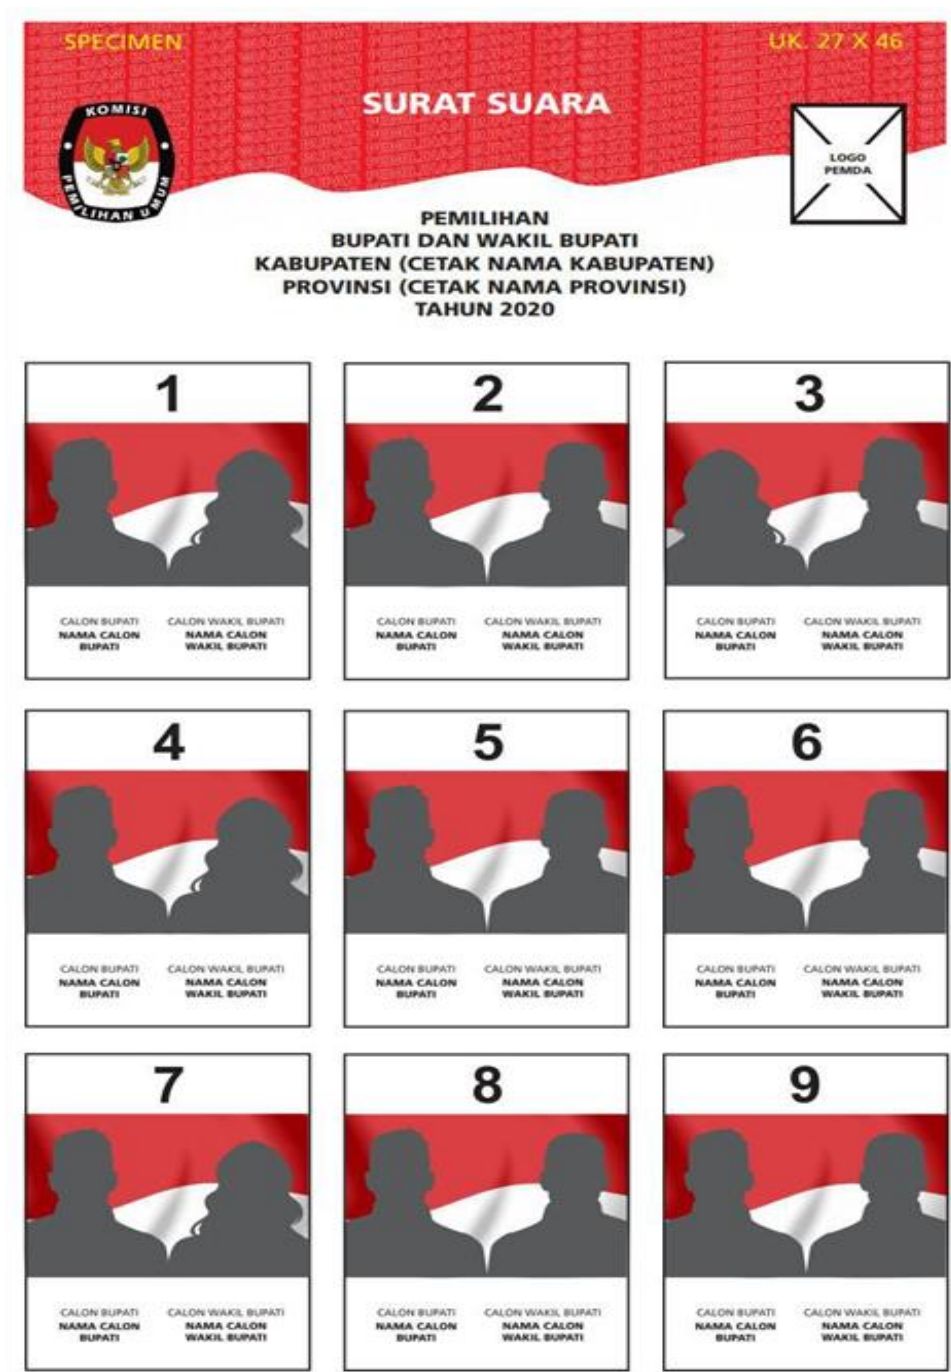 SPECIMEN
UK. 27 X 46
SURAT SUARA
KOMISI
PEMILIHAN UMUM
LOGO
PEMDA
PEMILIHAN
BUPATI DAN WAKIL BUPATI
KABUPATEN (CETAK NAMA KABUPATEN)
PROVINSI (CETAK NAMA PROVINSI)
TAHUN 2020
1
CALON BUPATI
NAMA CALON
BUPATI
CALON WAKIL BUPATI
NAMA CALON
WAKIL BUPATI
2
CALON BUPATI
NAMA CALON
BUPATI
CALON WAKIL BUPATI
NAMA CALON
WAKIL BUPATI
3
CALON BUPATI
NAMA CALON
BUPATI
CALON WAKIL BUPATI
NAMA CALON
WAKIL BUPATI
4
CALON BUPATI
NAMA CALON
BUPATI
CALON WAKIL BUPATI
NAMA CALON
WAKIL BUPATI
5
CALON BUPATI
NAMA CALON
BUPATI
CALON WAKIL BUPATI
NAMA CALON
WAKIL BUPATI
6
CALON BUPATI
NAMA CALON
BUPATI
CALON WAKIL BUPATI
NAMA CALON
WAKIL BUPATI
7
CALON BUPATI
NAMA CALON
BUPATI
CALON WAKIL BUPATI
NAMA CALON
WAKIL BUPATI
8
CALON BUPATI
NAMA CALON
BUPATI
CALON WAKIL BUPATI
NAMA CALON
WAKIL BUPATI
9
CALON BUPATI
NAMA CALON
BUPATI
CALON WAKIL BUPATI
NAMA CALON
WAKIL BUPATI